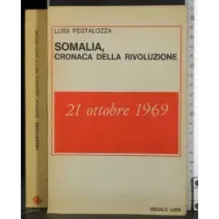 LUIGI PESTALOZZA
SOMALIA,
CRONACA DELLA RIVOLUZIONE
21 ottobre 1969
DEDALO LIBRI